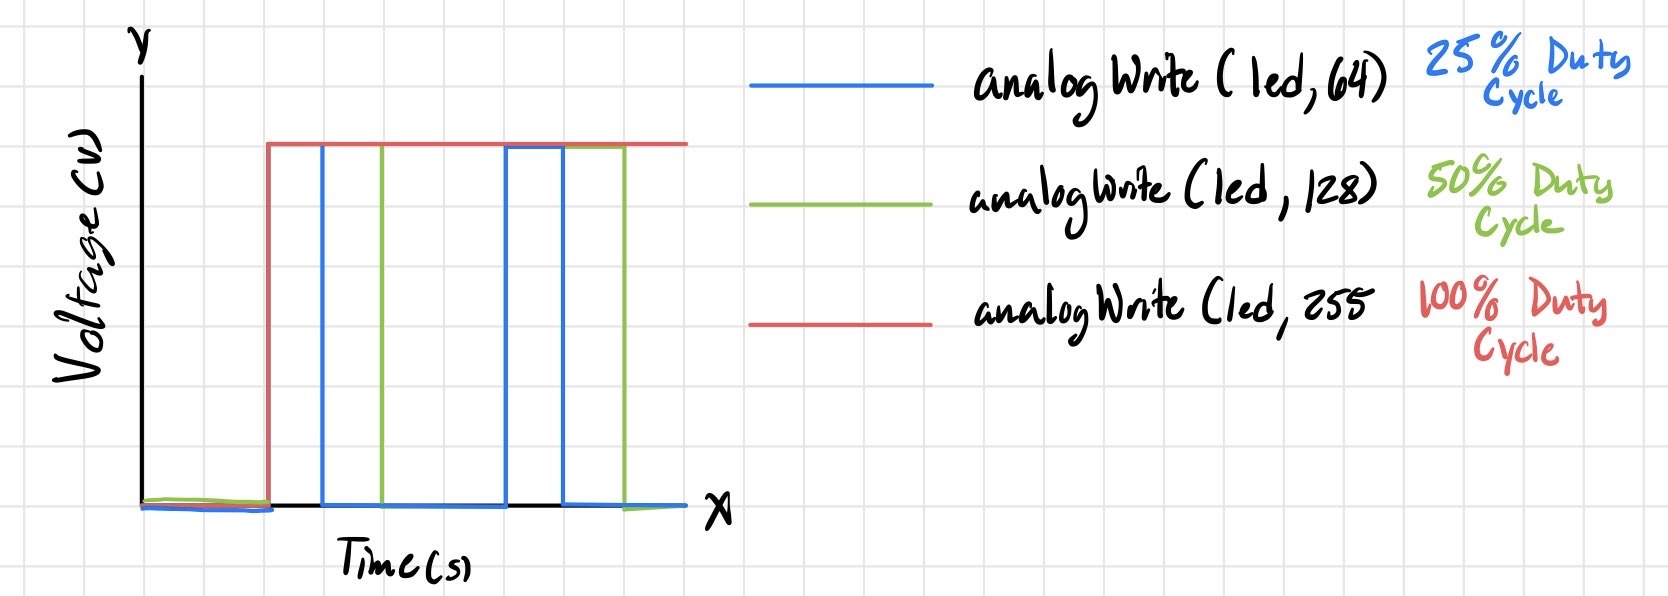 y
Voltage (v)
analogWrite (led, 64) 25% Duty
Cycle
analogWrite (led, 128) 50% Duty
Cycle
analogWrite (led, 255 100% Duty
Cycle
X
Time (s)